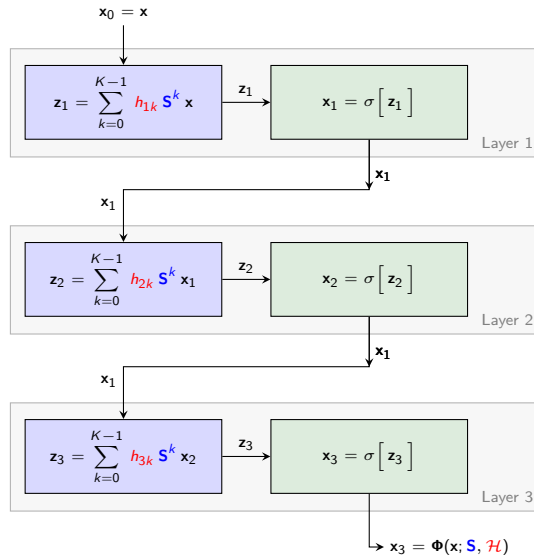 x₀ = x
z₁ = ∑_{k=0}^{K−1} h₁ₖ Sᵏ x
z₁
x₁ = σ[ z₁ ]
Layer 1
x₁
x₁
z₂ = ∑_{k=0}^{K−1} h₂ₖ Sᵏ x₁
z₂
x₂ = σ[ z₂ ]
Layer 2
x₁
x₁
z₃ = ∑_{k=0}^{K−1} h₃ₖ Sᵏ x₂
z₃
x₃ = σ[ z₃ ]
Layer 3
x₃ = Φ(x; S, ℋ)